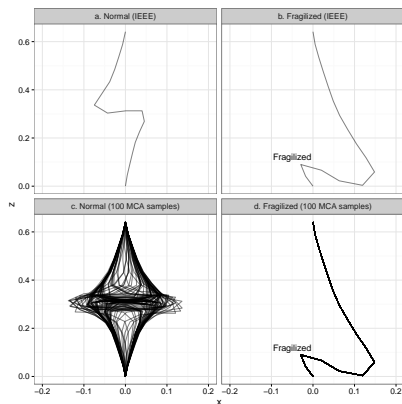 a. Normal (IEEE)
b. Fragilized (IEEE)
0.6
0.4
0.2
0.0
Fragilized
z
c. Normal (100 MCA samples)
d. Fragilized (100 MCA samples)
0.6
0.4
0.2
0.0
Fragilized
−0.2 −0.1 0.0 0.1 0.2 −0.2 −0.1 0.0 0.1 0.2
x